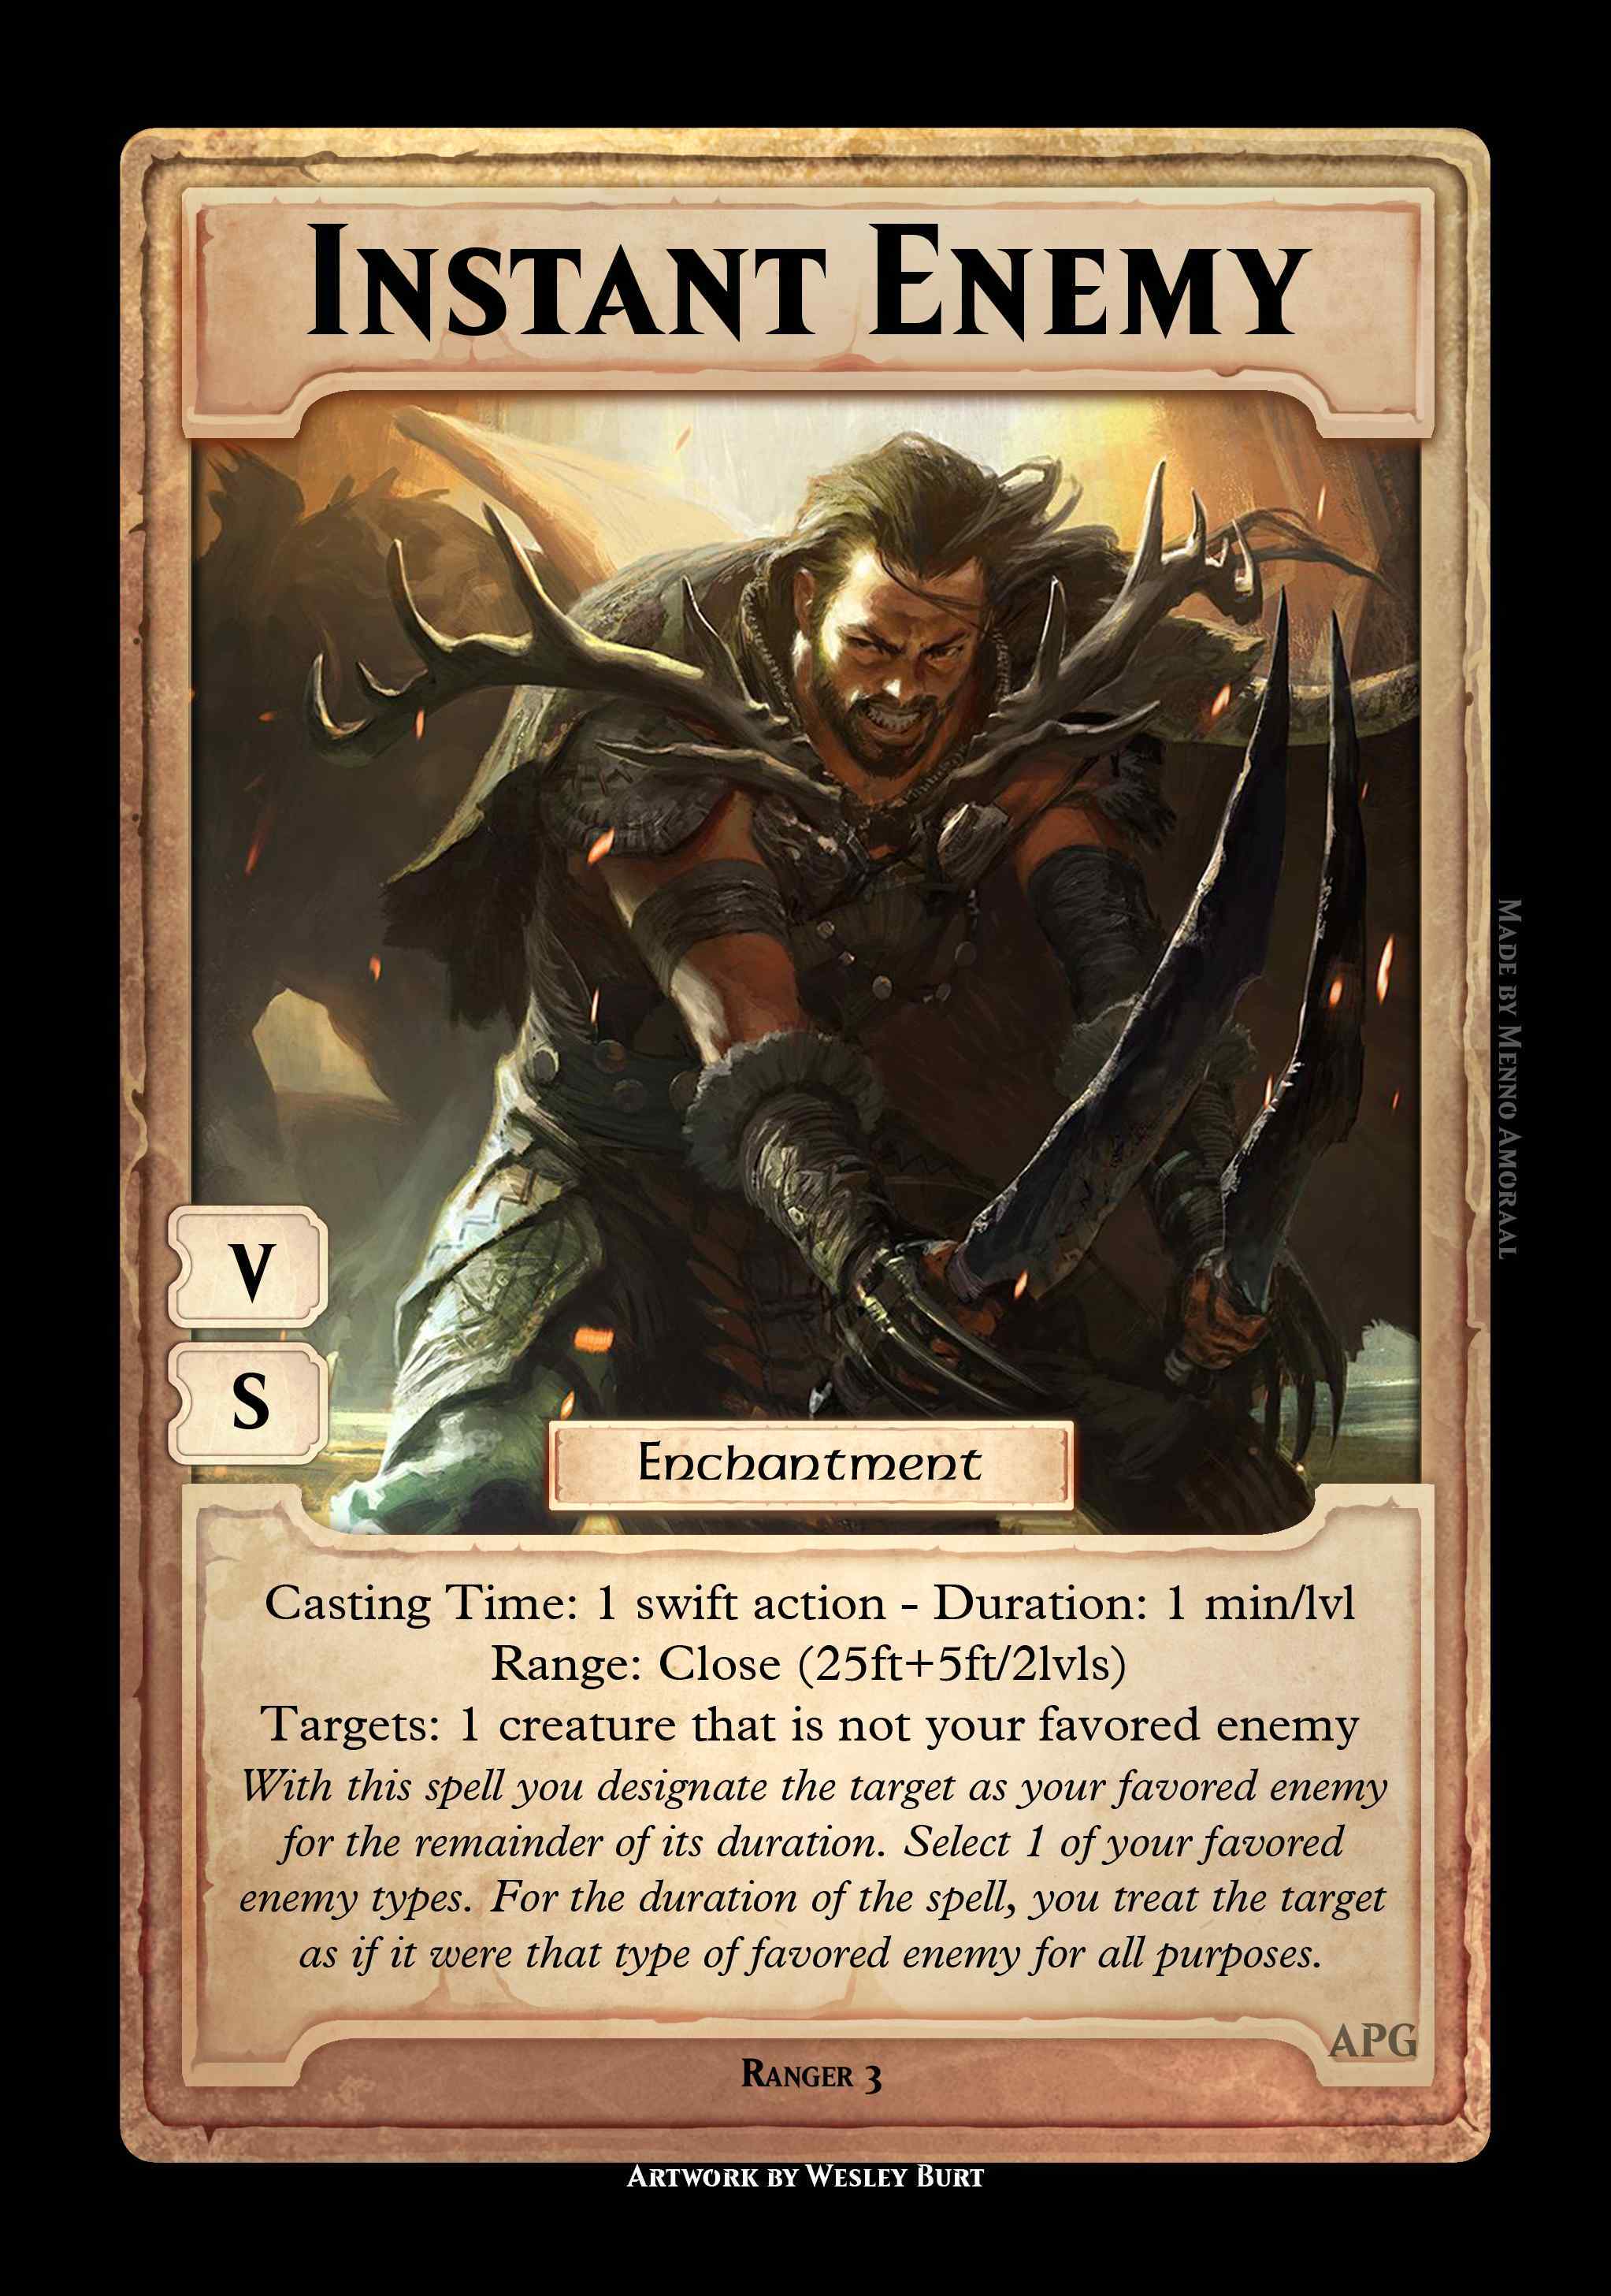 Instant Enemy
Made by Menno Amoraal
V
S
Enchantment
Casting Time: 1 swift action - Duration: 1 min/lvl
Range: Close (25ft+5ft/2lvls)
Targets: 1 creature that is not your favored enemy
With this spell you designate the target as your favored enemy
for the remainder of its duration. Select 1 of your favored
enemy types. For the duration of the spell, you treat the target
as if it were that type of favored enemy for all purposes.
APG
Ranger 3
Artwork by Wesley Burt